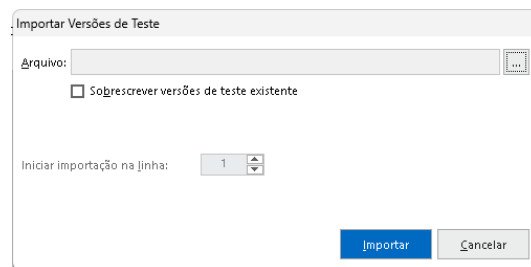 Importar Versões de Teste
Arquivo:
...
Sobrescrever versões de teste existente
Iniciar importação na linha:
1
Importar
Cancelar